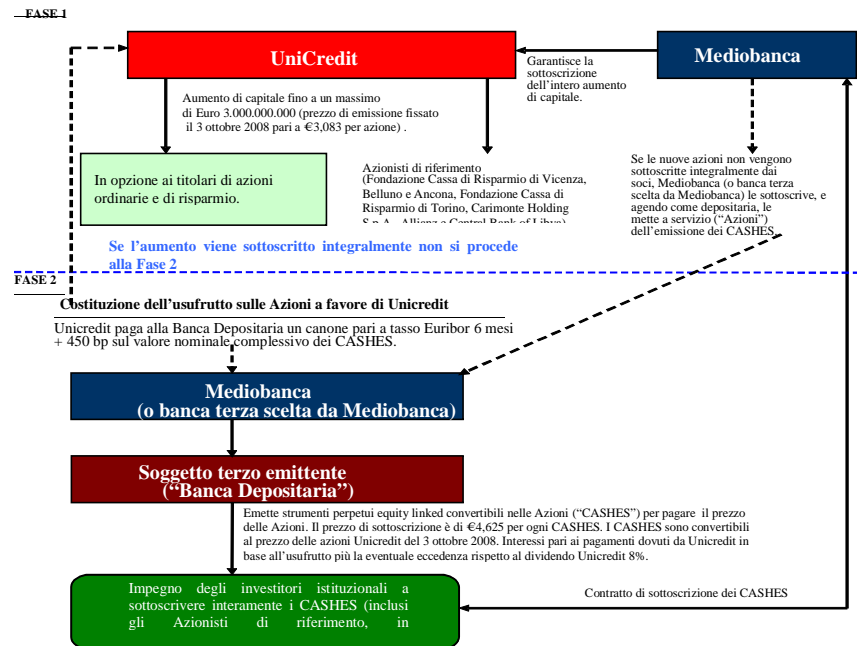 FASE 1
UniCredit
Mediobanca
Garantisce la
sottoscrizione
dell'intero aumento
di capitale.
Aumento di capitale fino a un massimo
di Euro 3.000.000.000 (prezzo di emissione fissato
il 3 ottobre 2008 pari a €3,083 per azione) .
In opzione ai titolari di azioni
ordinarie e di risparmio.
Azionisti di riferimento
(Fondazione Cassa di Risparmio di Vicenza,
Belluno e Ancona, Fondazione Cassa di
Risparmio di Torino, Carimonte Holding
S.p.A., Allianz e Central Bank of Libya)
Se le nuove azioni non vengono
sottoscritte integralmente dai
soci, Mediobanca (o banca terza
scelta da Mediobanca) le sottoscrive, e
agendo come depositaria, le
mette a servizio ("Azioni")
dell'emissione dei CASHES
Se l'aumento viene sottoscritto integralmente non si procede
alla Fase 2
FASE 2
Costituzione dell'usufrutto sulle Azioni a favore di Unicredit
Unicredit paga alla Banca Depositaria un canone pari a tasso Euribor 6 mesi
+ 450 bp sul valore nominale complessivo dei CASHES.
Mediobanca
(o banca terza scelta da Mediobanca)
Soggetto terzo emittente
("Banca Depositaria")
Emette strumenti perpetui equity linked convertibili nelle Azioni ("CASHES") per pagare il prezzo
delle Azioni. Il prezzo di sottoscrizione è di €4,625 per ogni CASHES. I CASHES sono convertibili
al prezzo delle azioni Unicredit del 3 ottobre 2008. Interessi pari ai pagamenti dovuti da Unicredit in
base all'usufrutto più la eventuale eccedenza rispetto al dividendo Unicredit 8%.
Impegno degli investitori istituzionali a
sottoscrivere interamente i CASHES (inclusi
gli Azionisti di riferimento, in
Contratto di sottoscrizione dei CASHES